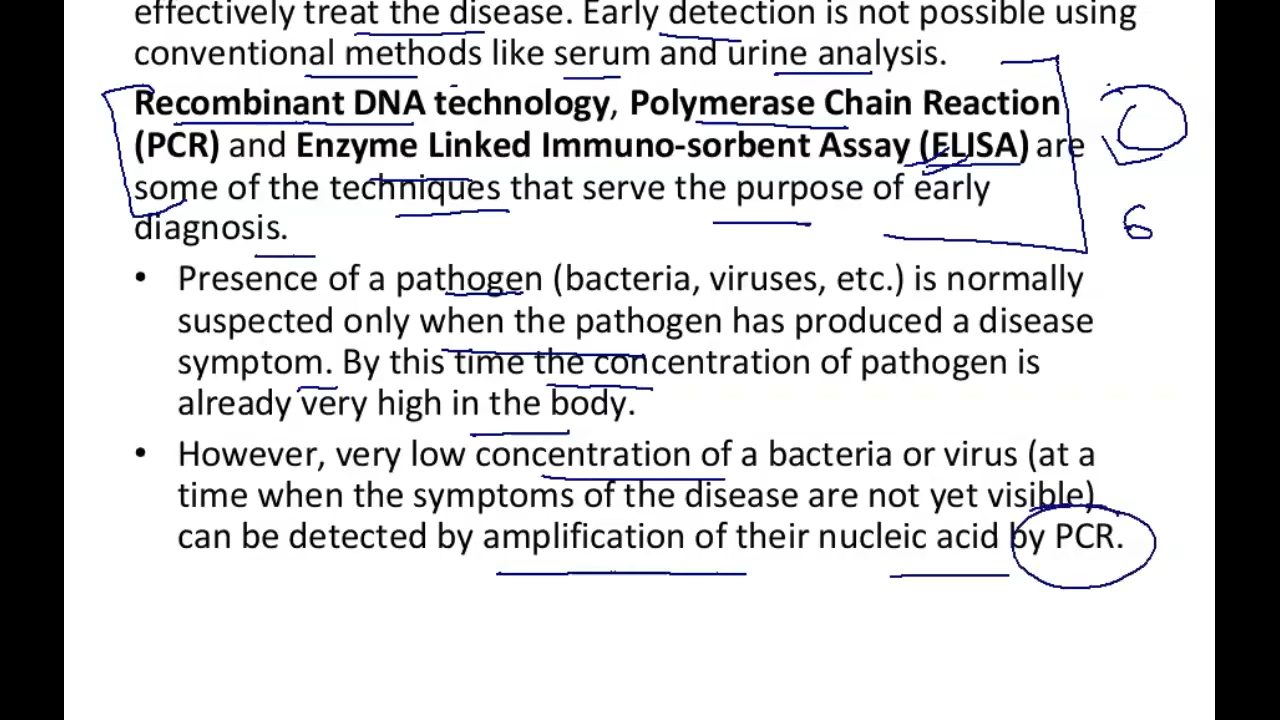 effectively treat the disease. Early detection is not possible using
conventional methods like serum and urine analysis.
Recombinant DNA technology, Polymerase Chain Reaction
(PCR) and Enzyme Linked Immuno-sorbent Assay (ELISA) are
some of the techniques that serve the purpose of early
diagnosis.
• Presence of a pathogen (bacteria, viruses, etc.) is normally
suspected only when the pathogen has produced a disease
symptom. By this time the concentration of pathogen is
already very high in the body.
• However, very low concentration of a bacteria or virus (at a
time when the symptoms of the disease are not yet visible)
can be detected by amplification of their nucleic acid by PCR.